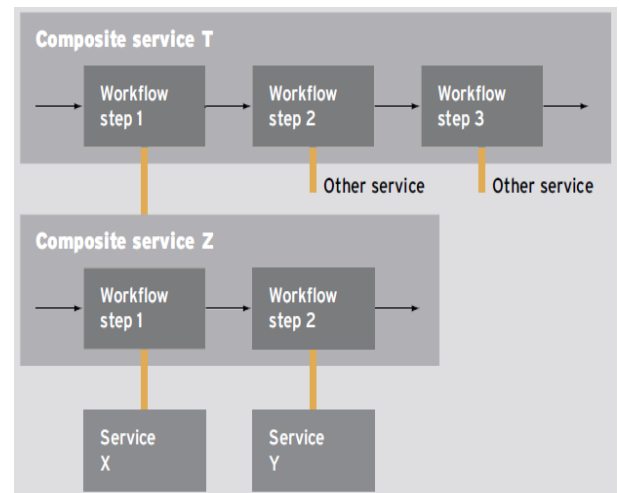 Composite service T
Workflow
step 1
Workflow
step 2
Workflow
step 3
Other service
Other service
Composite service Z
Workflow
step 1
Workflow
step 2
Service
X
Service
Y